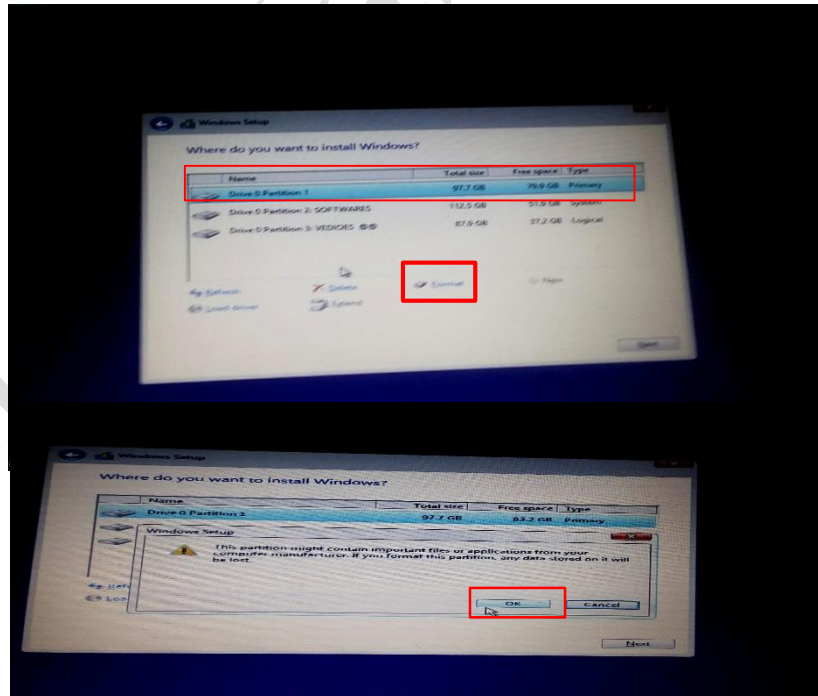 Windows Setup
Where do you want to install Windows?
Name Total size Free space Type
Drive 0 Partition 1 97.7 GB 79.9 GB Primary
Drive 0 Partition 2: SOFTWARES 112.5 GB 51.9 GB System
Drive 0 Partition 3: VEDIOES 87.9 GB 37.2 GB Logical
Refresh Delete Format New
Load driver Extend
Next
Windows Setup
Where do you want to install Windows?
Name Total size Free space Type
Drive 0 Partition 1 97.7 GB 83.2 GB Primary
Windows Setup
This partition might contain important files or applications from your
computer manufacturer. If you format this partition, any data stored on it will
be lost.
OK Cancel
Next